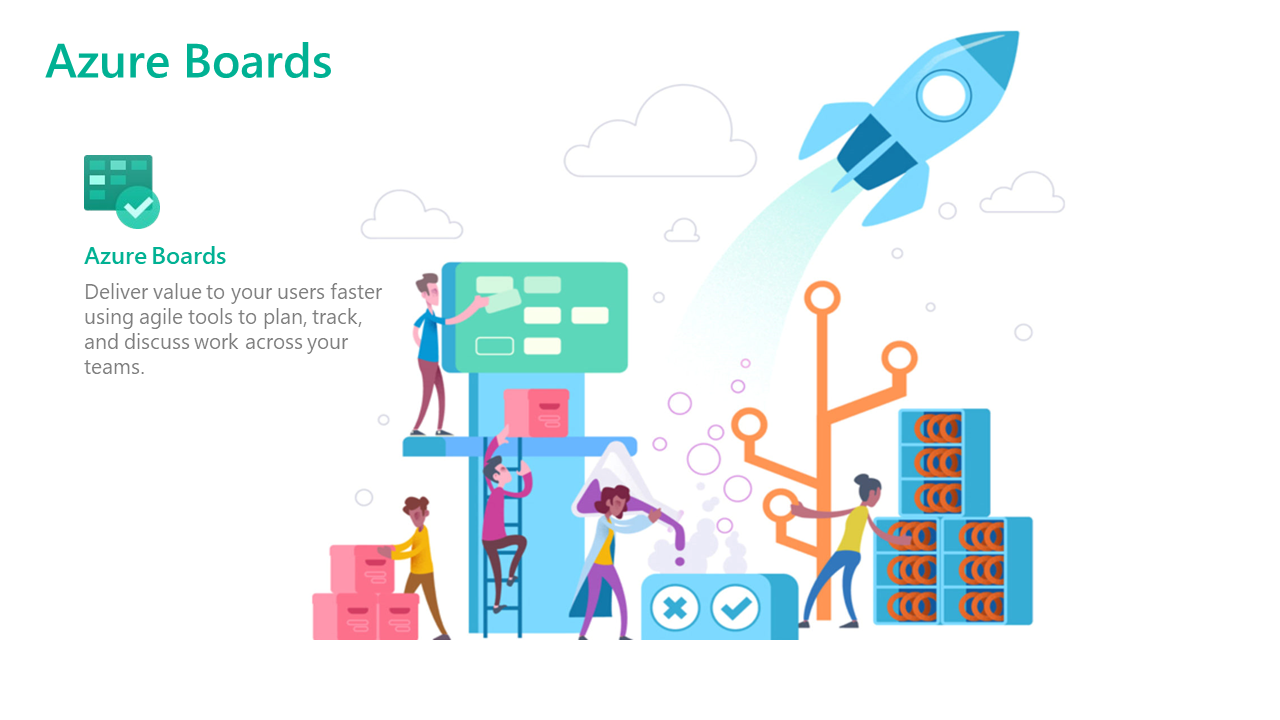 Azure Boards
Azure Boards
Deliver value to your users faster
using agile tools to plan, track,
and discuss work across your
teams.